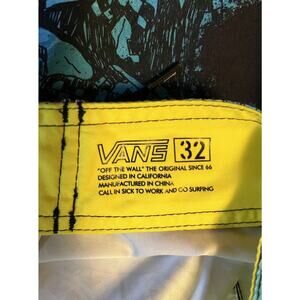 VANS 32
"OFF THE WALL" THE ORIGINAL SINCE 66
DESIGNED IN CALIFORNIA
MANUFACTURED IN CHINA
CALL IN SICK TO WORK AND GO SURFING